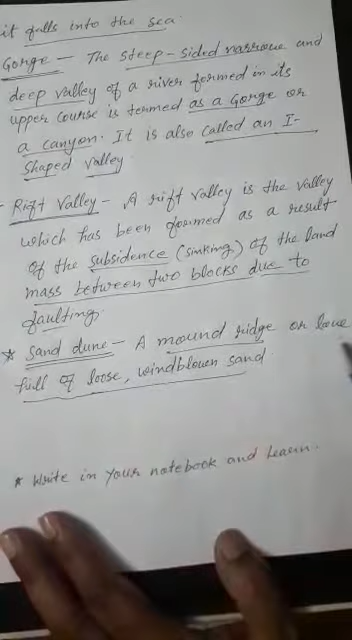 it falls into the sea.
Gorge - The steep-sided narrow and
deep valley of a river formed in its
upper course is termed as a Gorge or
a canyon. It is also called an I-
shaped valley.
- Rift Valley - A rift valley is the valley
which has been formed as a result
of the subsidence (sinking) of the land
mass between two blocks due to
faulting.
* Sand dune - A mound ridge or
full of loose, windblown sand.
* Write in your notebook and Learn.